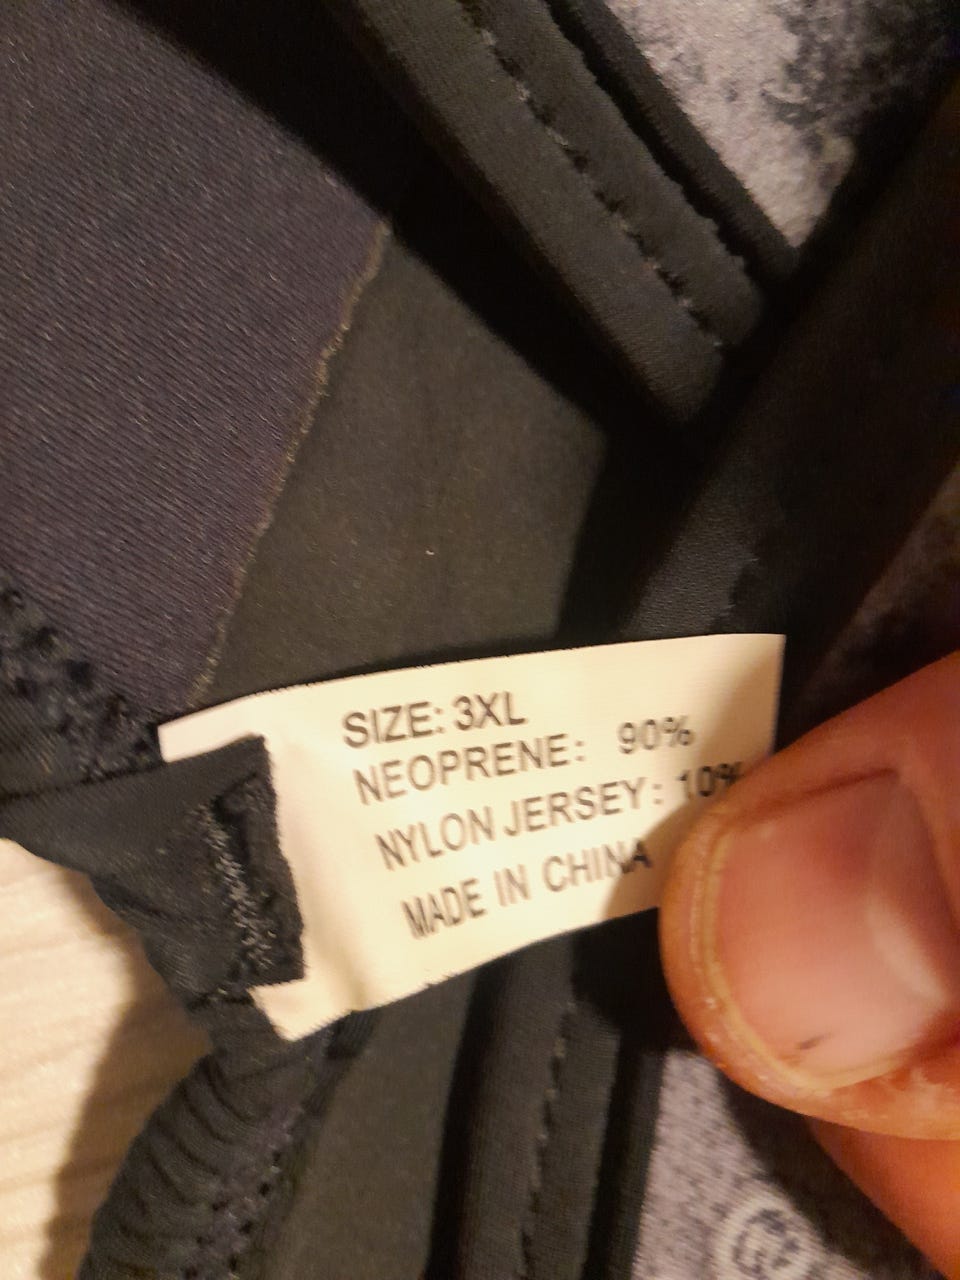 SIZE: 3XL
NEOPRENE: 90%
NYLON JERSEY: 10%
MADE IN CHINA